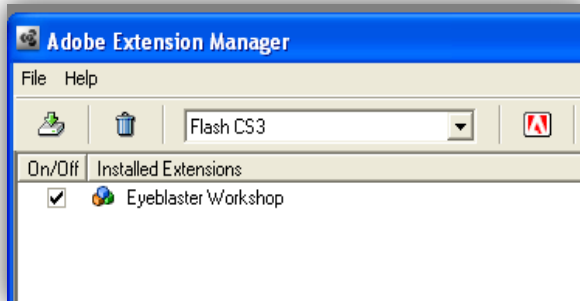 Adobe Extension Manager
File Help
Flash CS3
On/Off Installed Extensions
Eyeblaster Workshop